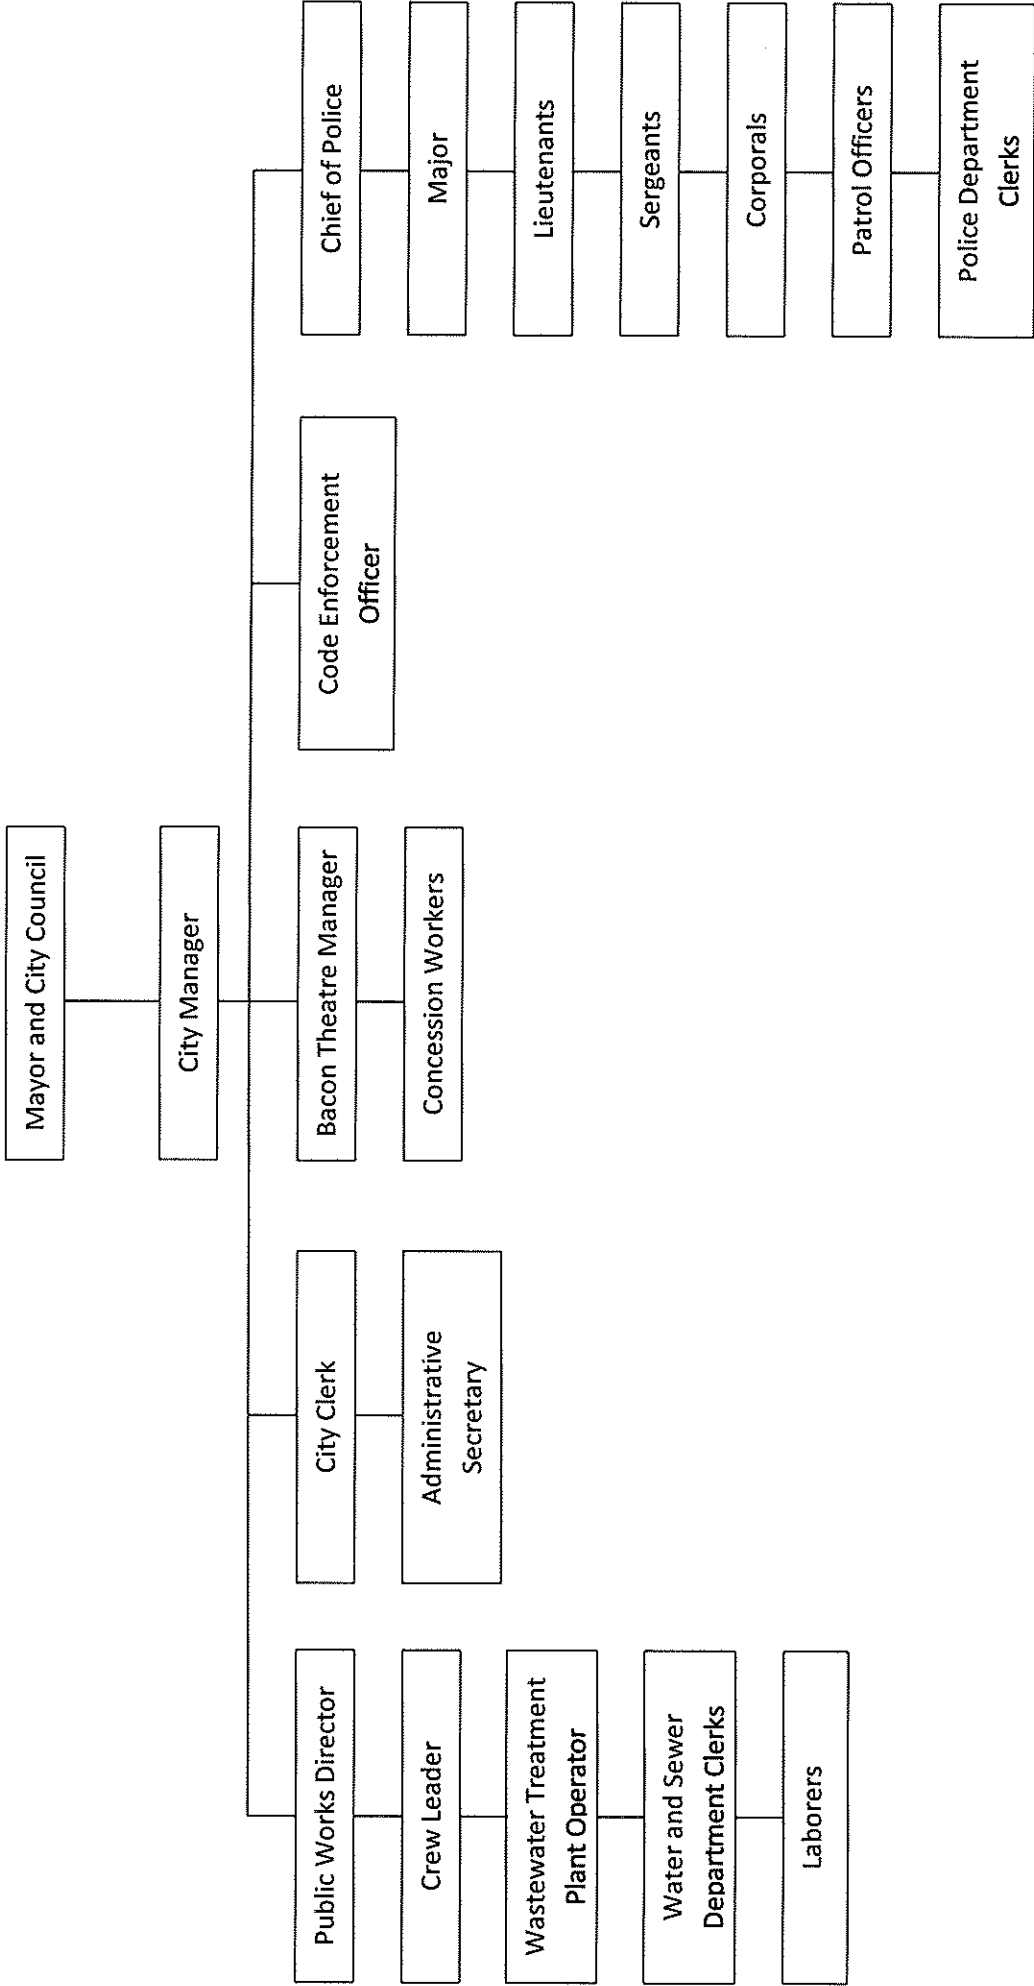 Mayor and City Council
City Manager
Public Works Director
Crew Leader
Wastewater Treatment
Plant Operator
Water and Sewer
Department Clerks
Laborers
City Clerk
Administrative
Secretary
Bacon Theatre Manager
Concession Workers
Code Enforcement
Officer
Chief of Police
Major
Lieutenants
Sergeants
Corporals
Patrol Officers
Police Department
Clerks